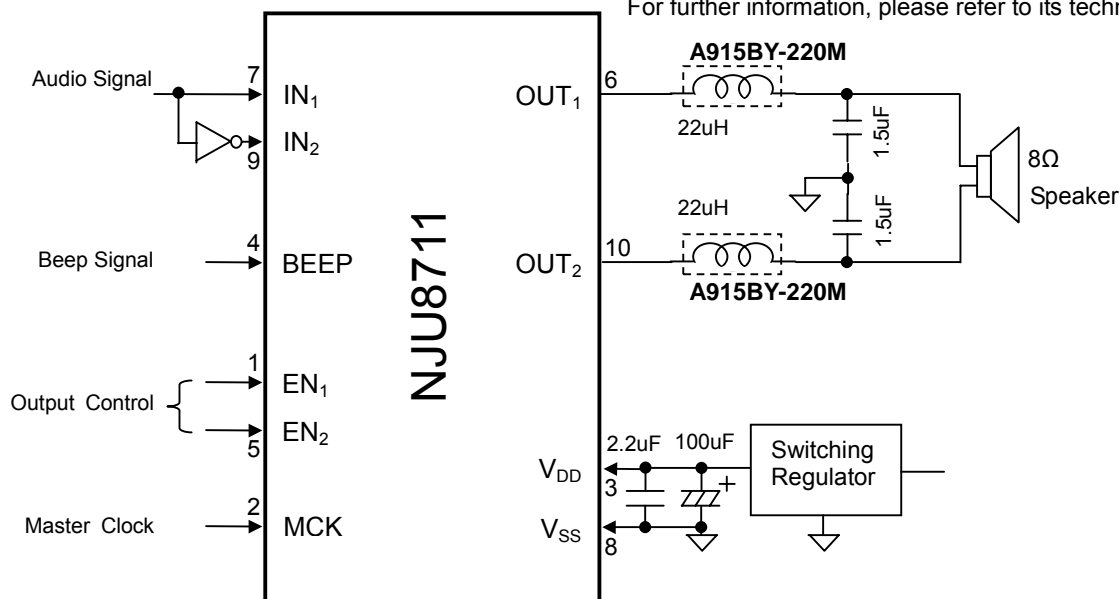 For further information, please refer to its techn
A915BY-220M
Audio Signal
7
IN₁
OUT₁
6
22uH
1.5uF
9
IN₂
8Ω
Speaker
22uH
1.5uF
Beep Signal
4
BEEP
OUT₂
10
A915BY-220M
NJU8711
1
EN₁
Output Control
EN₂
5
2.2uF 100uF
Switching
Regulator
V_DD
3
+
Master Clock
2
MCK
V_SS
8